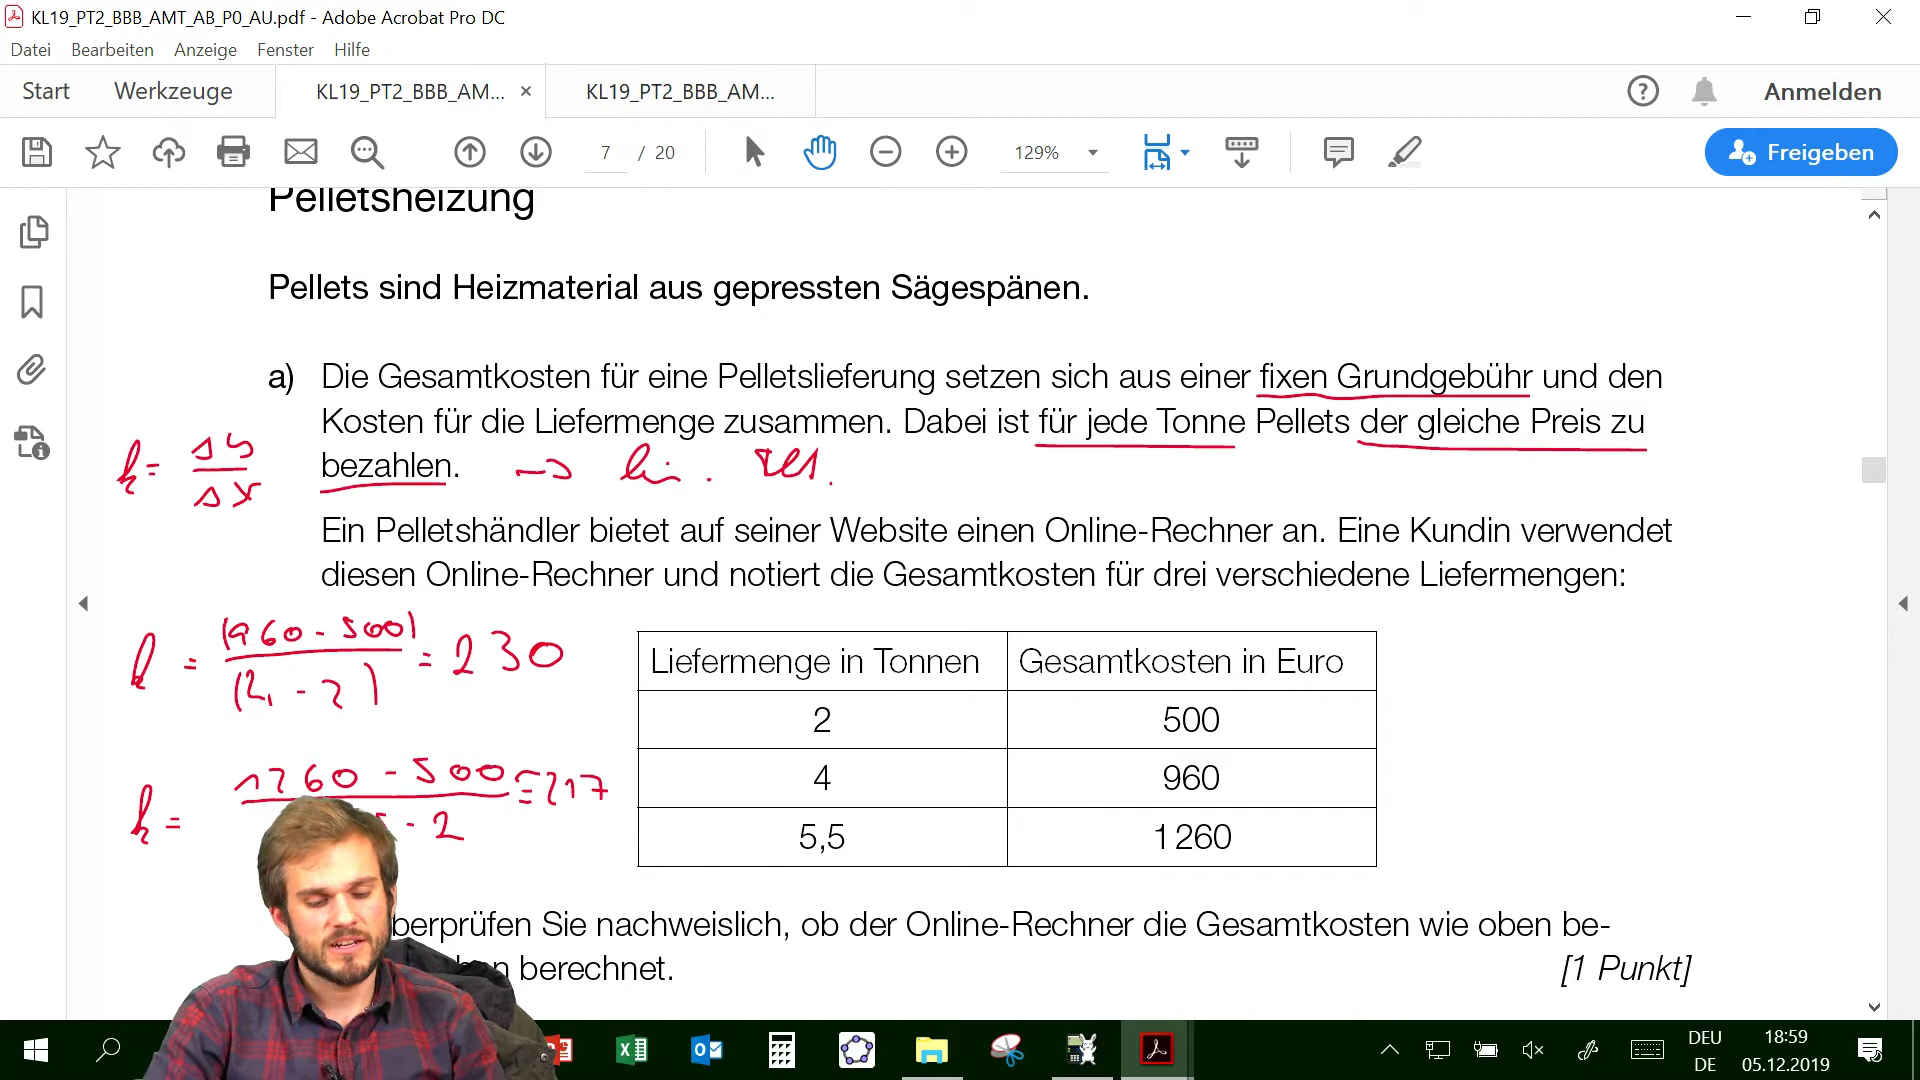 KL19_PT2_BBB_AMT_AB_P0_AU.pdf - Adobe Acrobat Pro DC
Datei Bearbeiten Anzeige Fenster Hilfe
Start Werkzeuge KL19_PT2_BBB_AM... × KL19_PT2_BBB_AM... Anmelden
7 / 20 129% Freigeben
Pelletsheizung
Pellets sind Heizmaterial aus gepressten Sägespänen.
a) Die Gesamtkosten für eine Pelletslieferung setzen sich aus einer fixen Grundgebühr und den
Kosten für die Liefermenge zusammen. Dabei ist für jede Tonne Pellets der gleiche Preis zu
bezahlen. → lin.
k = Δy
Δx
Ein Pelletshändler bietet auf seiner Website einen Online-Rechner an. Eine Kundin verwendet
diesen Online-Rechner und notiert die Gesamtkosten für drei verschiedene Liefermengen:
k = (960 - 500) = 230
(4 - 2)
Liefermenge in Tonnen Gesamtkosten in Euro
2 500
4 960
5,5 1 260
k = 1260 - 500 = 217
- 2
berprüfen Sie nachweislich, ob der Online-Rechner die Gesamtkosten wie oben be-
en berechnet. [1 Punkt]
DEU 18:59
DE 05.12.2019